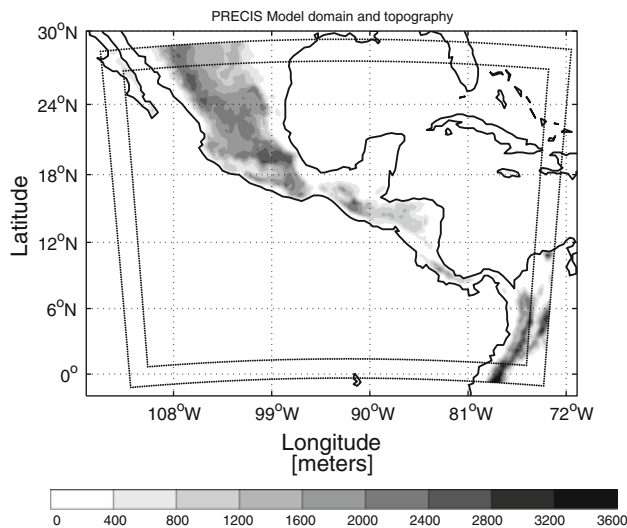 PRECIS Model domain and topography
30°N
24°N
18°N
12°N
6°N
0°
Latitude
108°W 99°W 90°W 81°W 72°W
Longitude
[meters]
0 400 800 1200 1600 2000 2400 2800 3200 3600